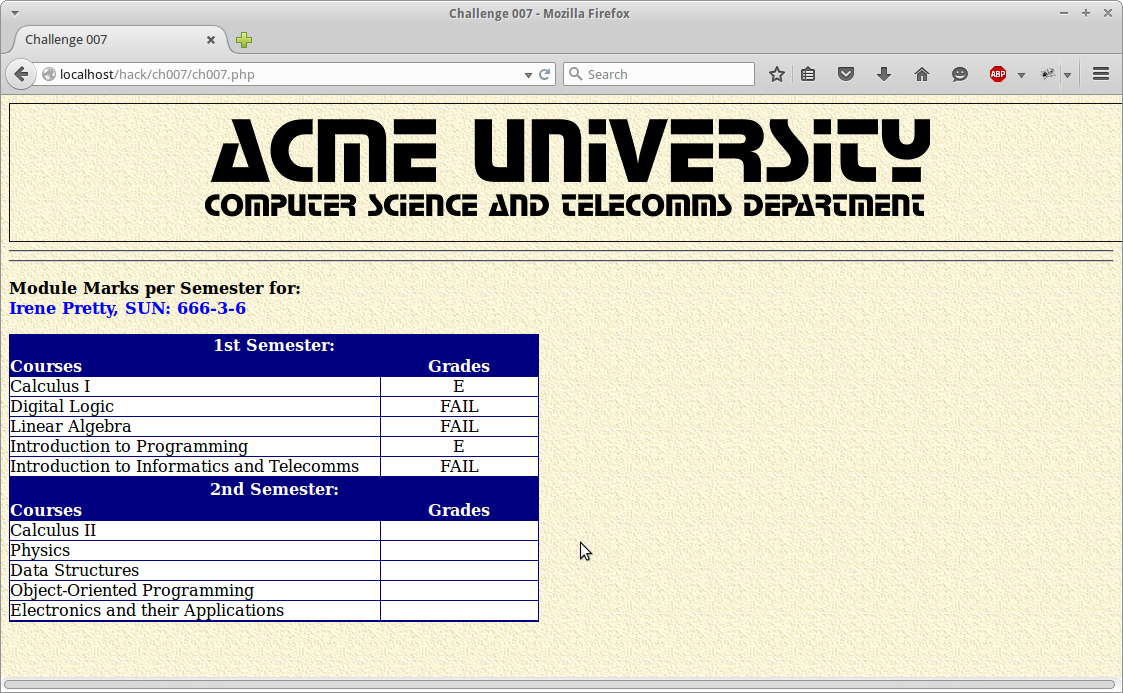 Challenge 007 - Mozilla Firefox
Challenge 007
localhost/hack/ch007/ch007.php
Search
ABP
ACME UNiVERSiTY
COMPUTER SCiENCE AND TELECOMMS DEPARTMENT
Module Marks per Semester for:
Irene Pretty, SUN: 666-3-6
1st Semester:
Courses Grades
Calculus I E
Digital Logic FAIL
Linear Algebra FAIL
Introduction to Programming E
Introduction to Informatics and Telecomms FAIL
2nd Semester:
Courses Grades
Calculus II
Physics
Data Structures
Object-Oriented Programming
Electronics and their Applications